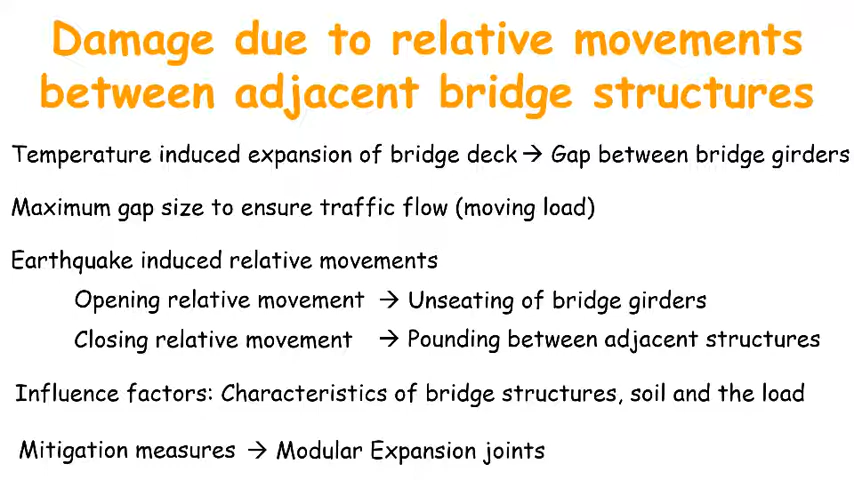 Damage due to relative movements
between adjacent bridge structures
Temperature induced expansion of bridge deck → Gap between bridge girders
Maximum gap size to ensure traffic flow (moving load)
Earthquake induced relative movements
Opening relative movement → Unseating of bridge girders
Closing relative movement → Pounding between adjacent structures
Influence factors: Characteristics of bridge structures, soil and the load
Mitigation measures → Modular Expansion joints